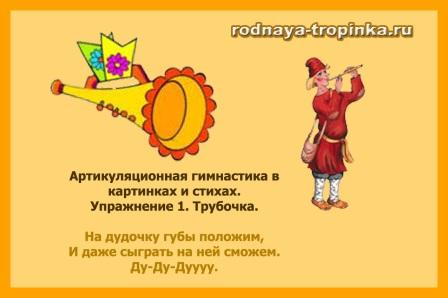 rodnaya-tropinka.ru
Артикуляционная гимнастика в
картинках и стихах.
Упражнение 1. Трубочка.
На дудочку губы положим,
И даже сыграть на ней сможем.
Ду-Ду-Дуууу.